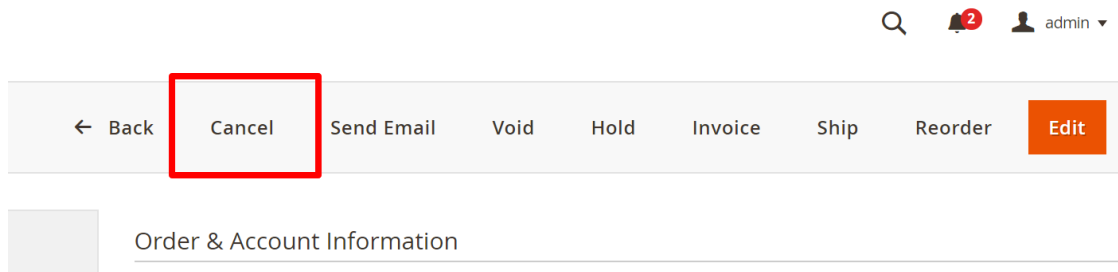 2 admin
← Back Cancel Send Email Void Hold Invoice Ship Reorder Edit
Order & Account Information